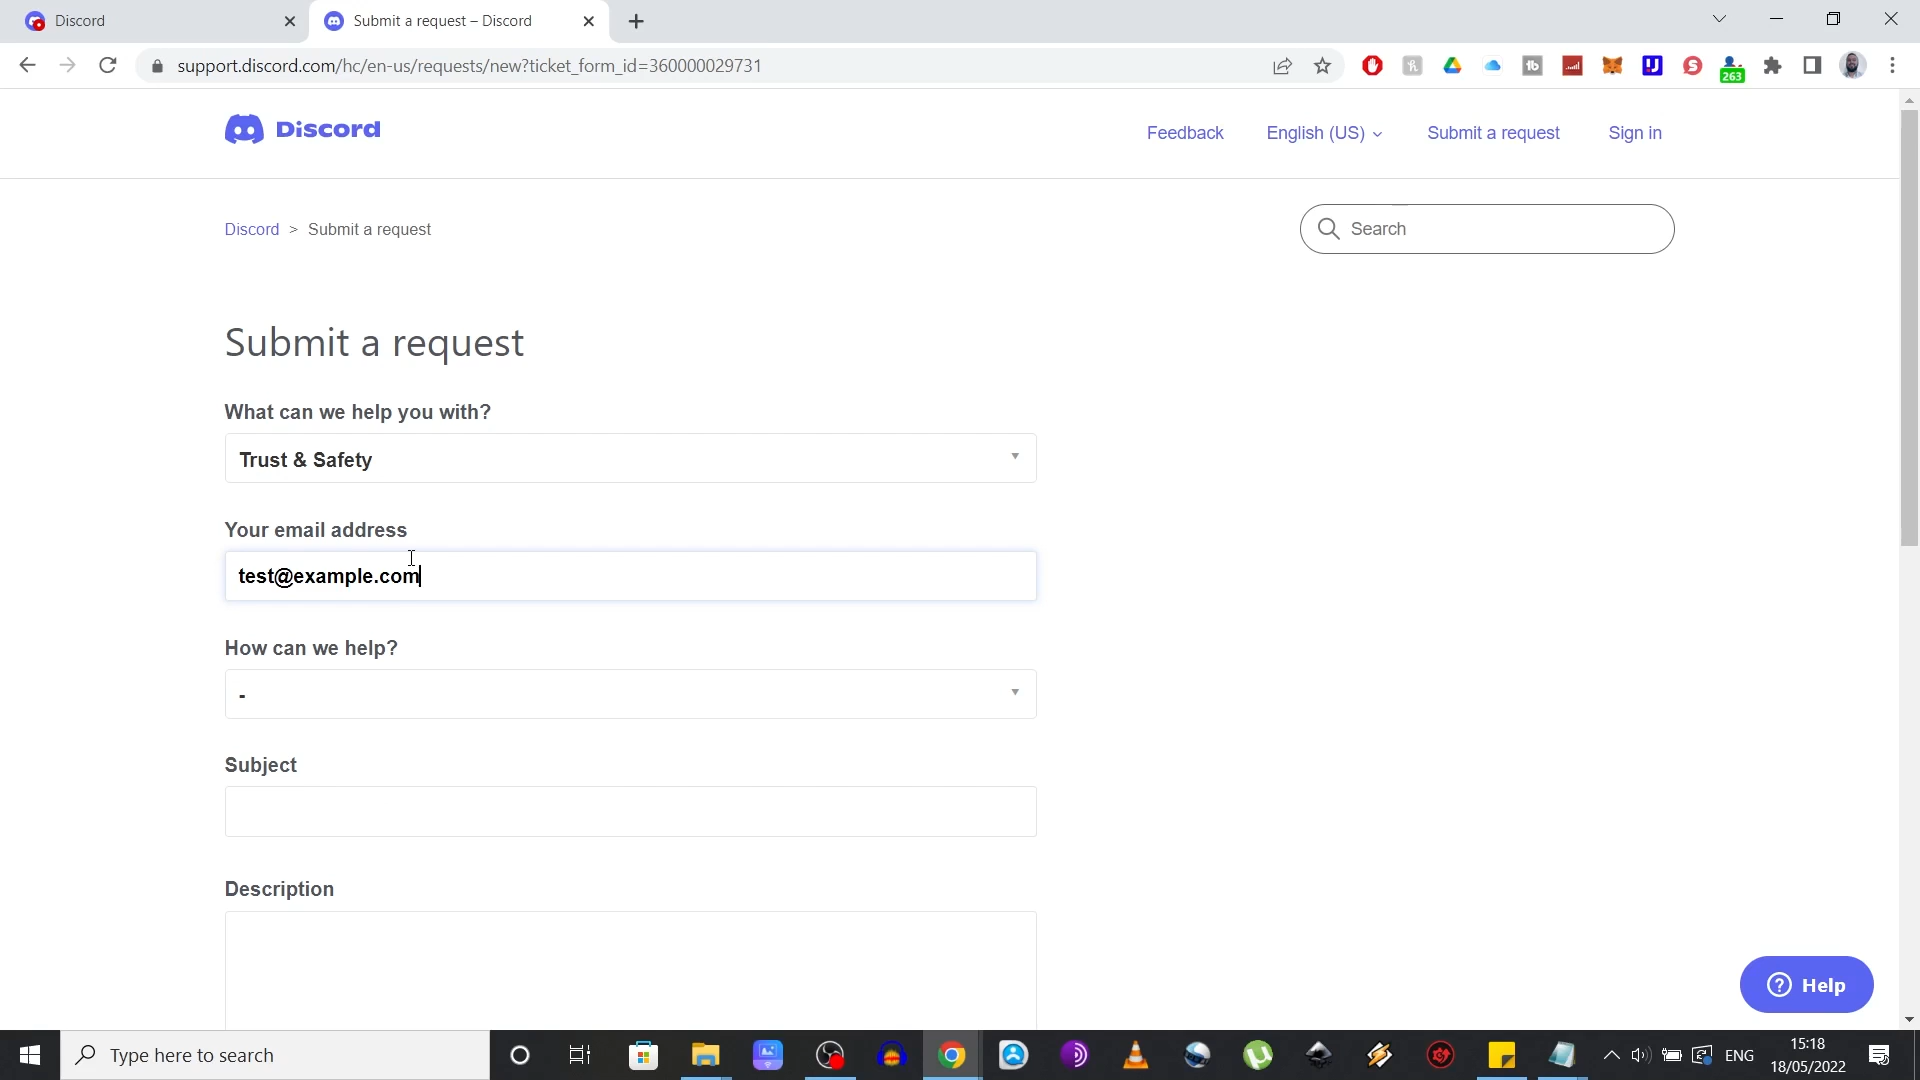 Discord
Submit a request – Discord
support.discord.com/hc/en-us/requests/new?ticket_form_id=360000029731
263
Discord
Feedback
English (US)
Submit a request
Sign in
Discord > Submit a request
Search
Submit a request
What can we help you with?
Trust & Safety
Your email address
test@example.com
How can we help?
-
Subject
Description
Help
Type here to search
ENG
15:18
18/05/2022